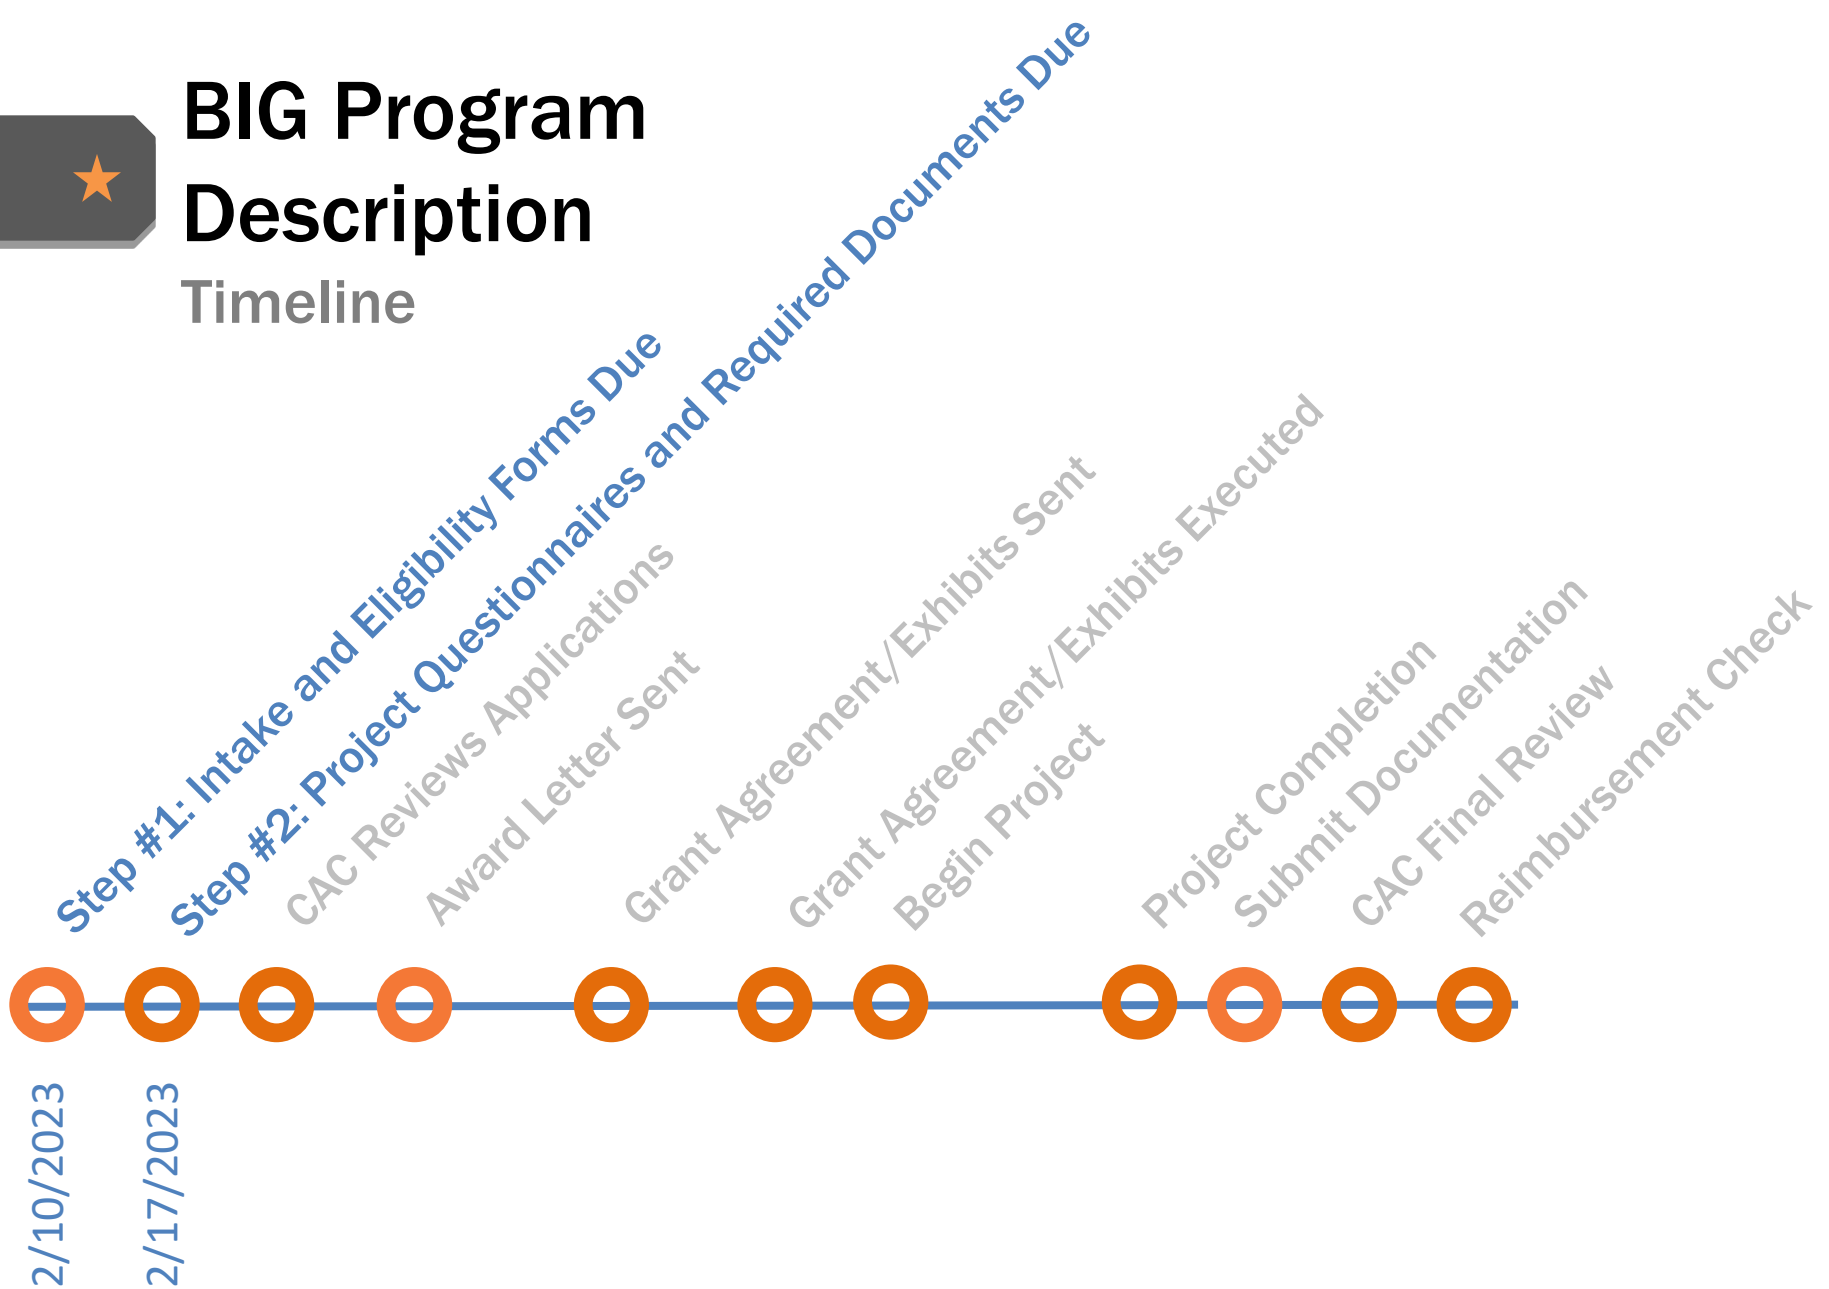 BIG Program
Description
Timeline
Step #1: Intake and Eligibility Forms Due
Step #2: Project Questionnaires and Required Documents Due
CAC Reviews Applications
Award Letter Sent
Grant Agreement/Exhibits Sent
Grant Agreement/Exhibits Executed
Begin Project
Project Completion
Submit Documentation
CAC Final Review
Reimbursement Check
2/10/2023
2/17/2023